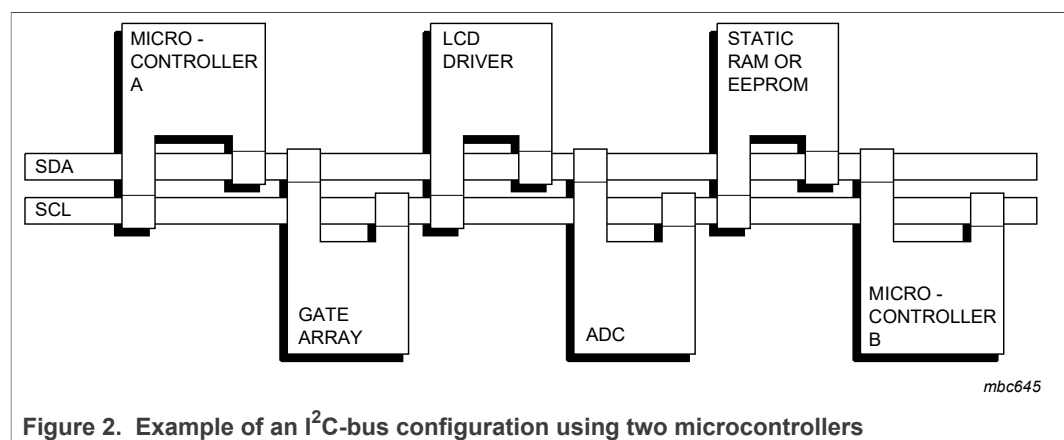 MICRO -
CONTROLLER
A
LCD
DRIVER
STATIC
RAM OR
EEPROM
SDA
SCL
GATE
ARRAY
ADC
MICRO -
CONTROLLER
B
mbc645
Figure 2. Example of an I²C-bus configuration using two microcontrollers